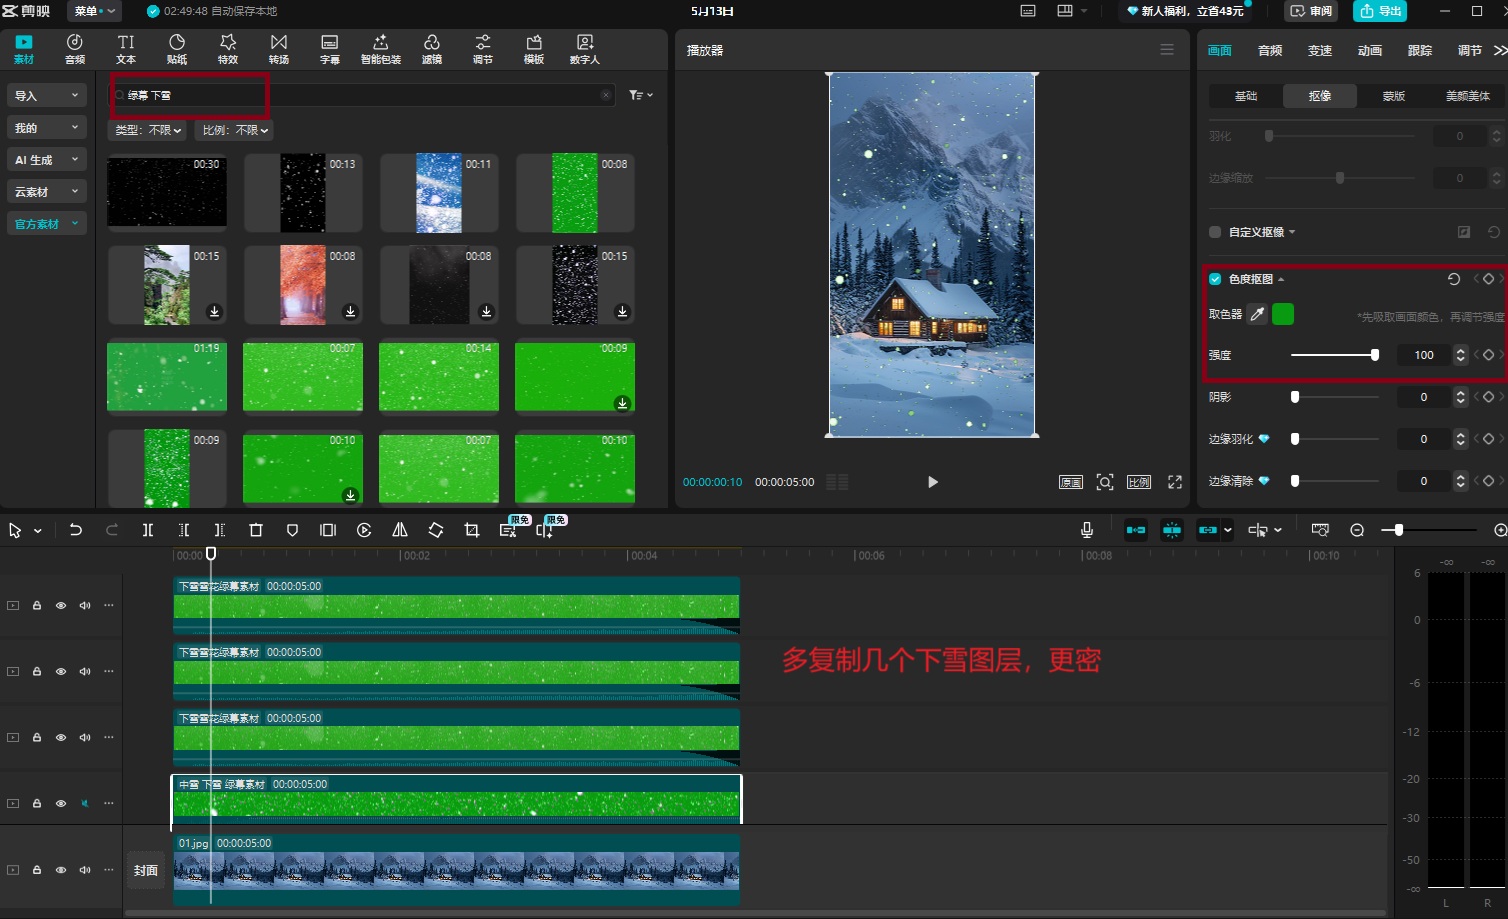 剪映
菜单
02:49:48 自动保存本地
5月13日
新人福利，立省43元
审阅
导出
素材
音频
文本
贴纸
特效
转场
字幕
智能包装
滤镜
调节
模板
数字人
播放器
画面
音频
变速
动画
跟踪
调节
导入
我的
AI 生成
云素材
官方素材
绿幕 下雪
类型：不限
比例：不限
00:30
00:13
00:11
00:08
00:15
00:08
00:08
00:15
01:19
00:07
00:14
00:09
00:09
00:10
00:07
00:10
00:00:00:10
00:00:05:00
原画
比例
基础
抠像
蒙版
美颜美体
羽化
0
边缘缩放
0
自定义抠像
色度抠图
取色器
*先吸取画面颜色，再调节强度
强度
100
阴影
0
边缘羽化
0
边缘清除
0
限免
限免
00:00
00:02
00:04
00:06
00:08
00:10
下雪雪花绿幕素材 00:00:05:00
下雪雪花绿幕素材 00:00:05:00
下雪雪花绿幕素材 00:00:05:00
中雪 下雪 绿幕素材 00:00:05:00
封面
01.jpg 00:00:05:00
多复制几个下雪图层，更密
-∞ -∞
6
0
-6
-12
-20
-30
-50
-∞
L R